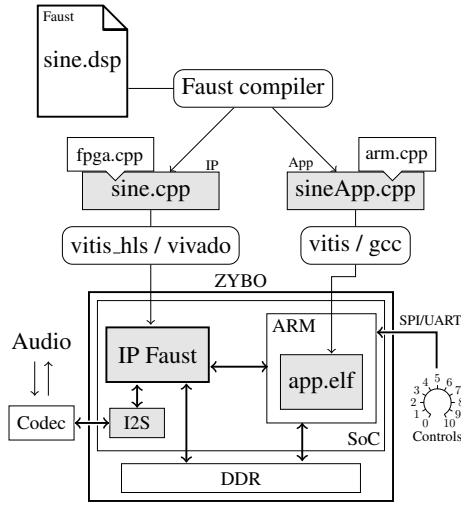 Faust
sine.dsp
Faust compiler
fpga.cpp
IP
App
arm.cpp
sine.cpp
sineApp.cpp
vitis_hls / vivado
vitis / gcc
ZYBO
ARM
SPI/UART
Audio
IP Faust
app.elf
Codec
I2S
SoC
DDR
0
1
2
3
4
5
6
7
8
9
10
Controls